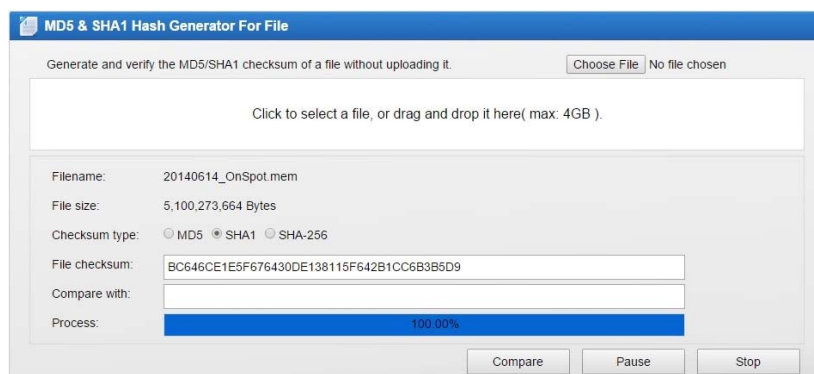 MD5 & SHA1 Hash Generator For File
Generate and verify the MD5/SHA1 checksum of a file without uploading it. Choose File No file chosen
Click to select a file, or drag and drop it here( max: 4GB ).
Filename: 20140614_OnSpot.mem
File size: 5,100,273,664 Bytes
Checksum type: MD5 SHA1 SHA-256
File checksum: BC646CE1E5F676430DE138115F642B1CC6B3B5D9
Compare with:
Process: 100.00%
Compare Pause Stop